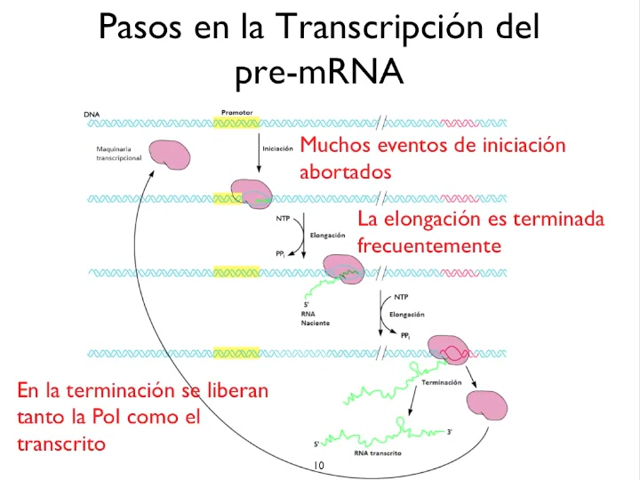 Pasos en la Transcripción del
pre-mRNA
DNA
Promotor
Maquinaria
transcripcional
Iniciación
Muchos eventos de iniciación
abortados
NTP
Elongación
PPi
La elongación es terminada
frecuentemente
5'
RNA
Naciente
NTP
Elongación
PPi
En la terminación se liberan
tanto la Pol como el
transcrito
Terminación
5'
3'
RNA transcrito
10